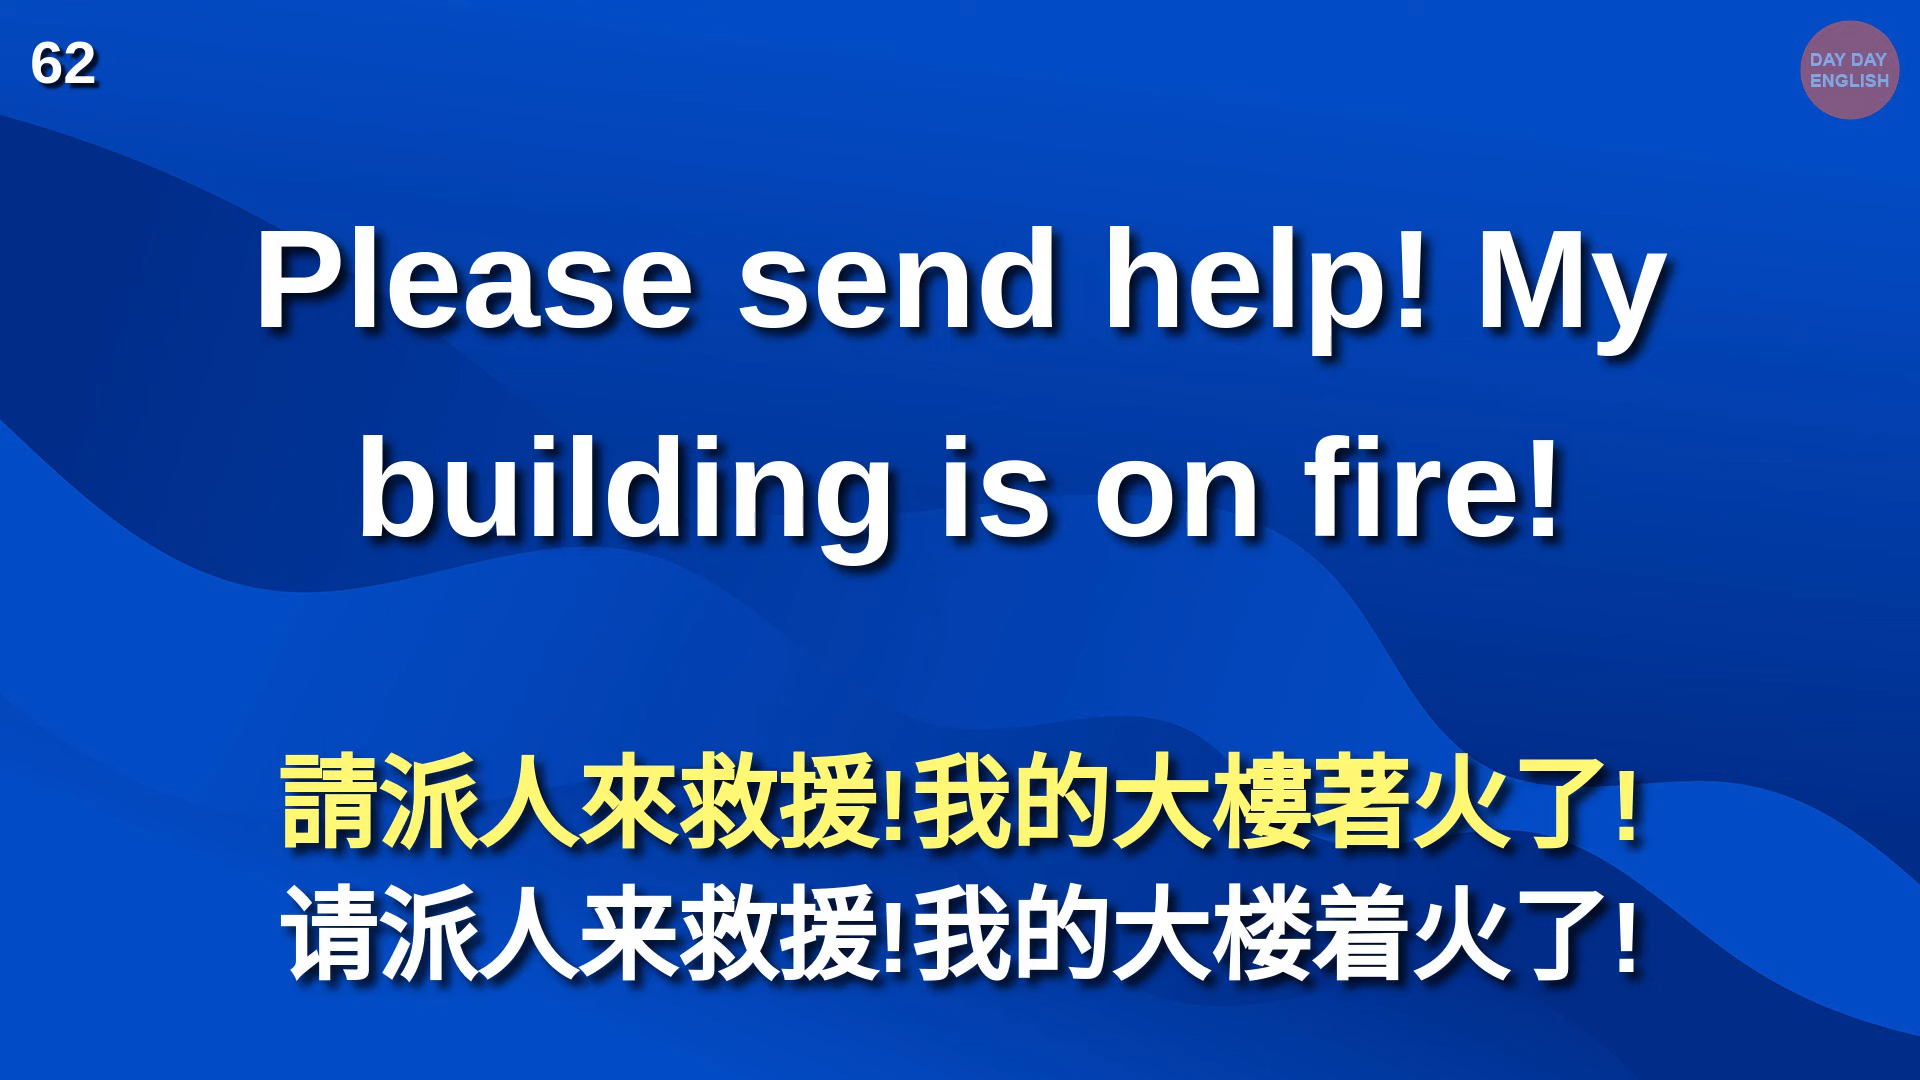 62
DAY DAY
ENGLISH
Please send help! My
building is on fire!
請派人來救援!我的大樓著火了!
请派人来救援!我的大楼着火了!